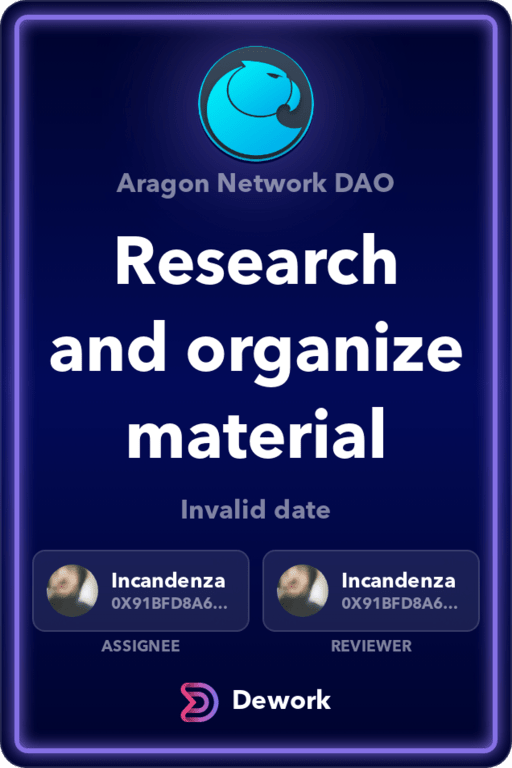 Aragon Network DAO
Research
and organize
material
Invalid date
Incandenza
0X91BFD8A6...
Incandenza
0X91BFD8A6...
ASSIGNEE
REVIEWER
Dework